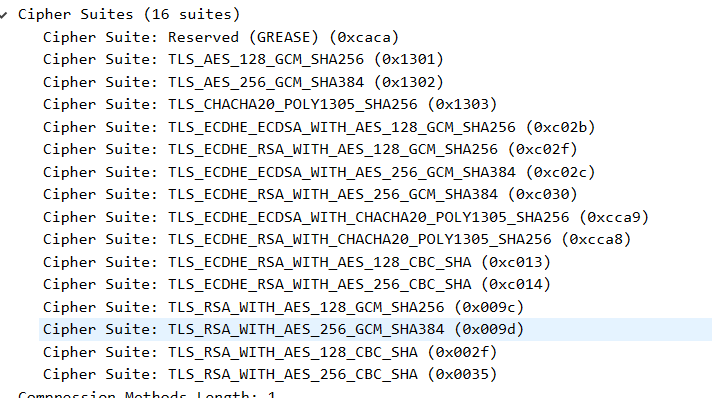 Cipher Suites (16 suites)
Cipher Suite: Reserved (GREASE) (0xcaca)
Cipher Suite: TLS_AES_128_GCM_SHA256 (0x1301)
Cipher Suite: TLS_AES_256_GCM_SHA384 (0x1302)
Cipher Suite: TLS_CHACHA20_POLY1305_SHA256 (0x1303)
Cipher Suite: TLS_ECDHE_ECDSA_WITH_AES_128_GCM_SHA256 (0xc02b)
Cipher Suite: TLS_ECDHE_RSA_WITH_AES_128_GCM_SHA256 (0xc02f)
Cipher Suite: TLS_ECDHE_ECDSA_WITH_AES_256_GCM_SHA384 (0xc02c)
Cipher Suite: TLS_ECDHE_RSA_WITH_AES_256_GCM_SHA384 (0xc030)
Cipher Suite: TLS_ECDHE_ECDSA_WITH_CHACHA20_POLY1305_SHA256 (0xcca9)
Cipher Suite: TLS_ECDHE_RSA_WITH_CHACHA20_POLY1305_SHA256 (0xcca8)
Cipher Suite: TLS_ECDHE_RSA_WITH_AES_128_CBC_SHA (0xc013)
Cipher Suite: TLS_ECDHE_RSA_WITH_AES_256_CBC_SHA (0xc014)
Cipher Suite: TLS_RSA_WITH_AES_128_GCM_SHA256 (0x009c)
Cipher Suite: TLS_RSA_WITH_AES_256_GCM_SHA384 (0x009d)
Cipher Suite: TLS_RSA_WITH_AES_128_CBC_SHA (0x002f)
Cipher Suite: TLS_RSA_WITH_AES_256_CBC_SHA (0x0035)
Compression Methods Length: 1